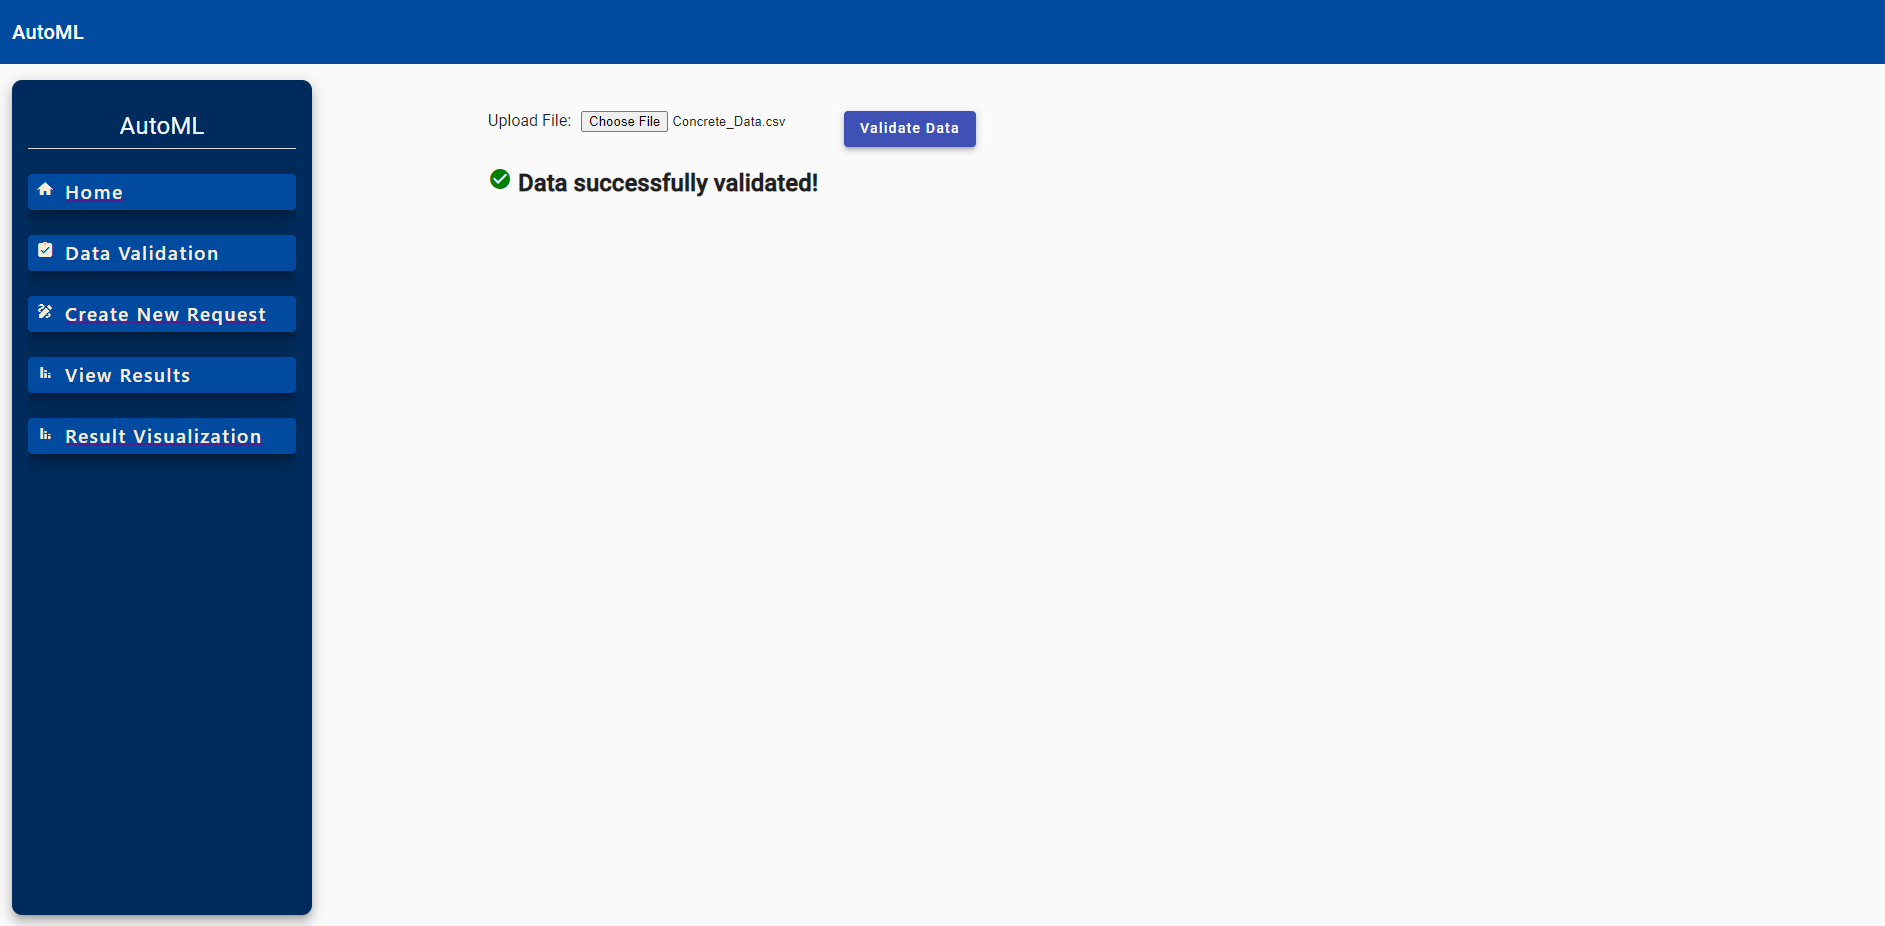 AutoML
AutoML
Home
Data Validation
Create New Request
View Results
Result Visualization
Upload File: Choose File Concrete_Data.csv Validate Data
Data successfully validated!